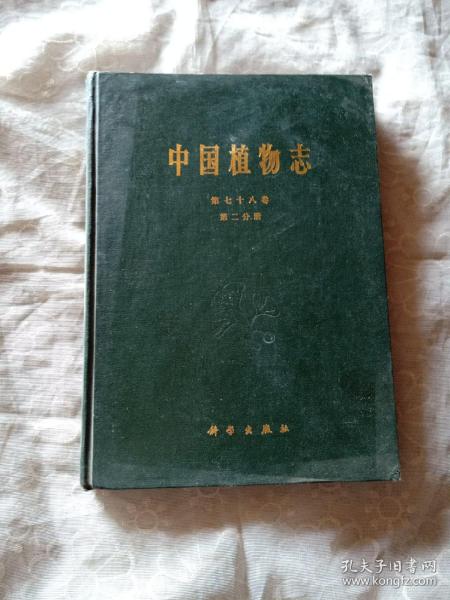 中国植物志
第七十八卷
第二分册
科学出版社
孔夫子旧书网
www.kongfz.com